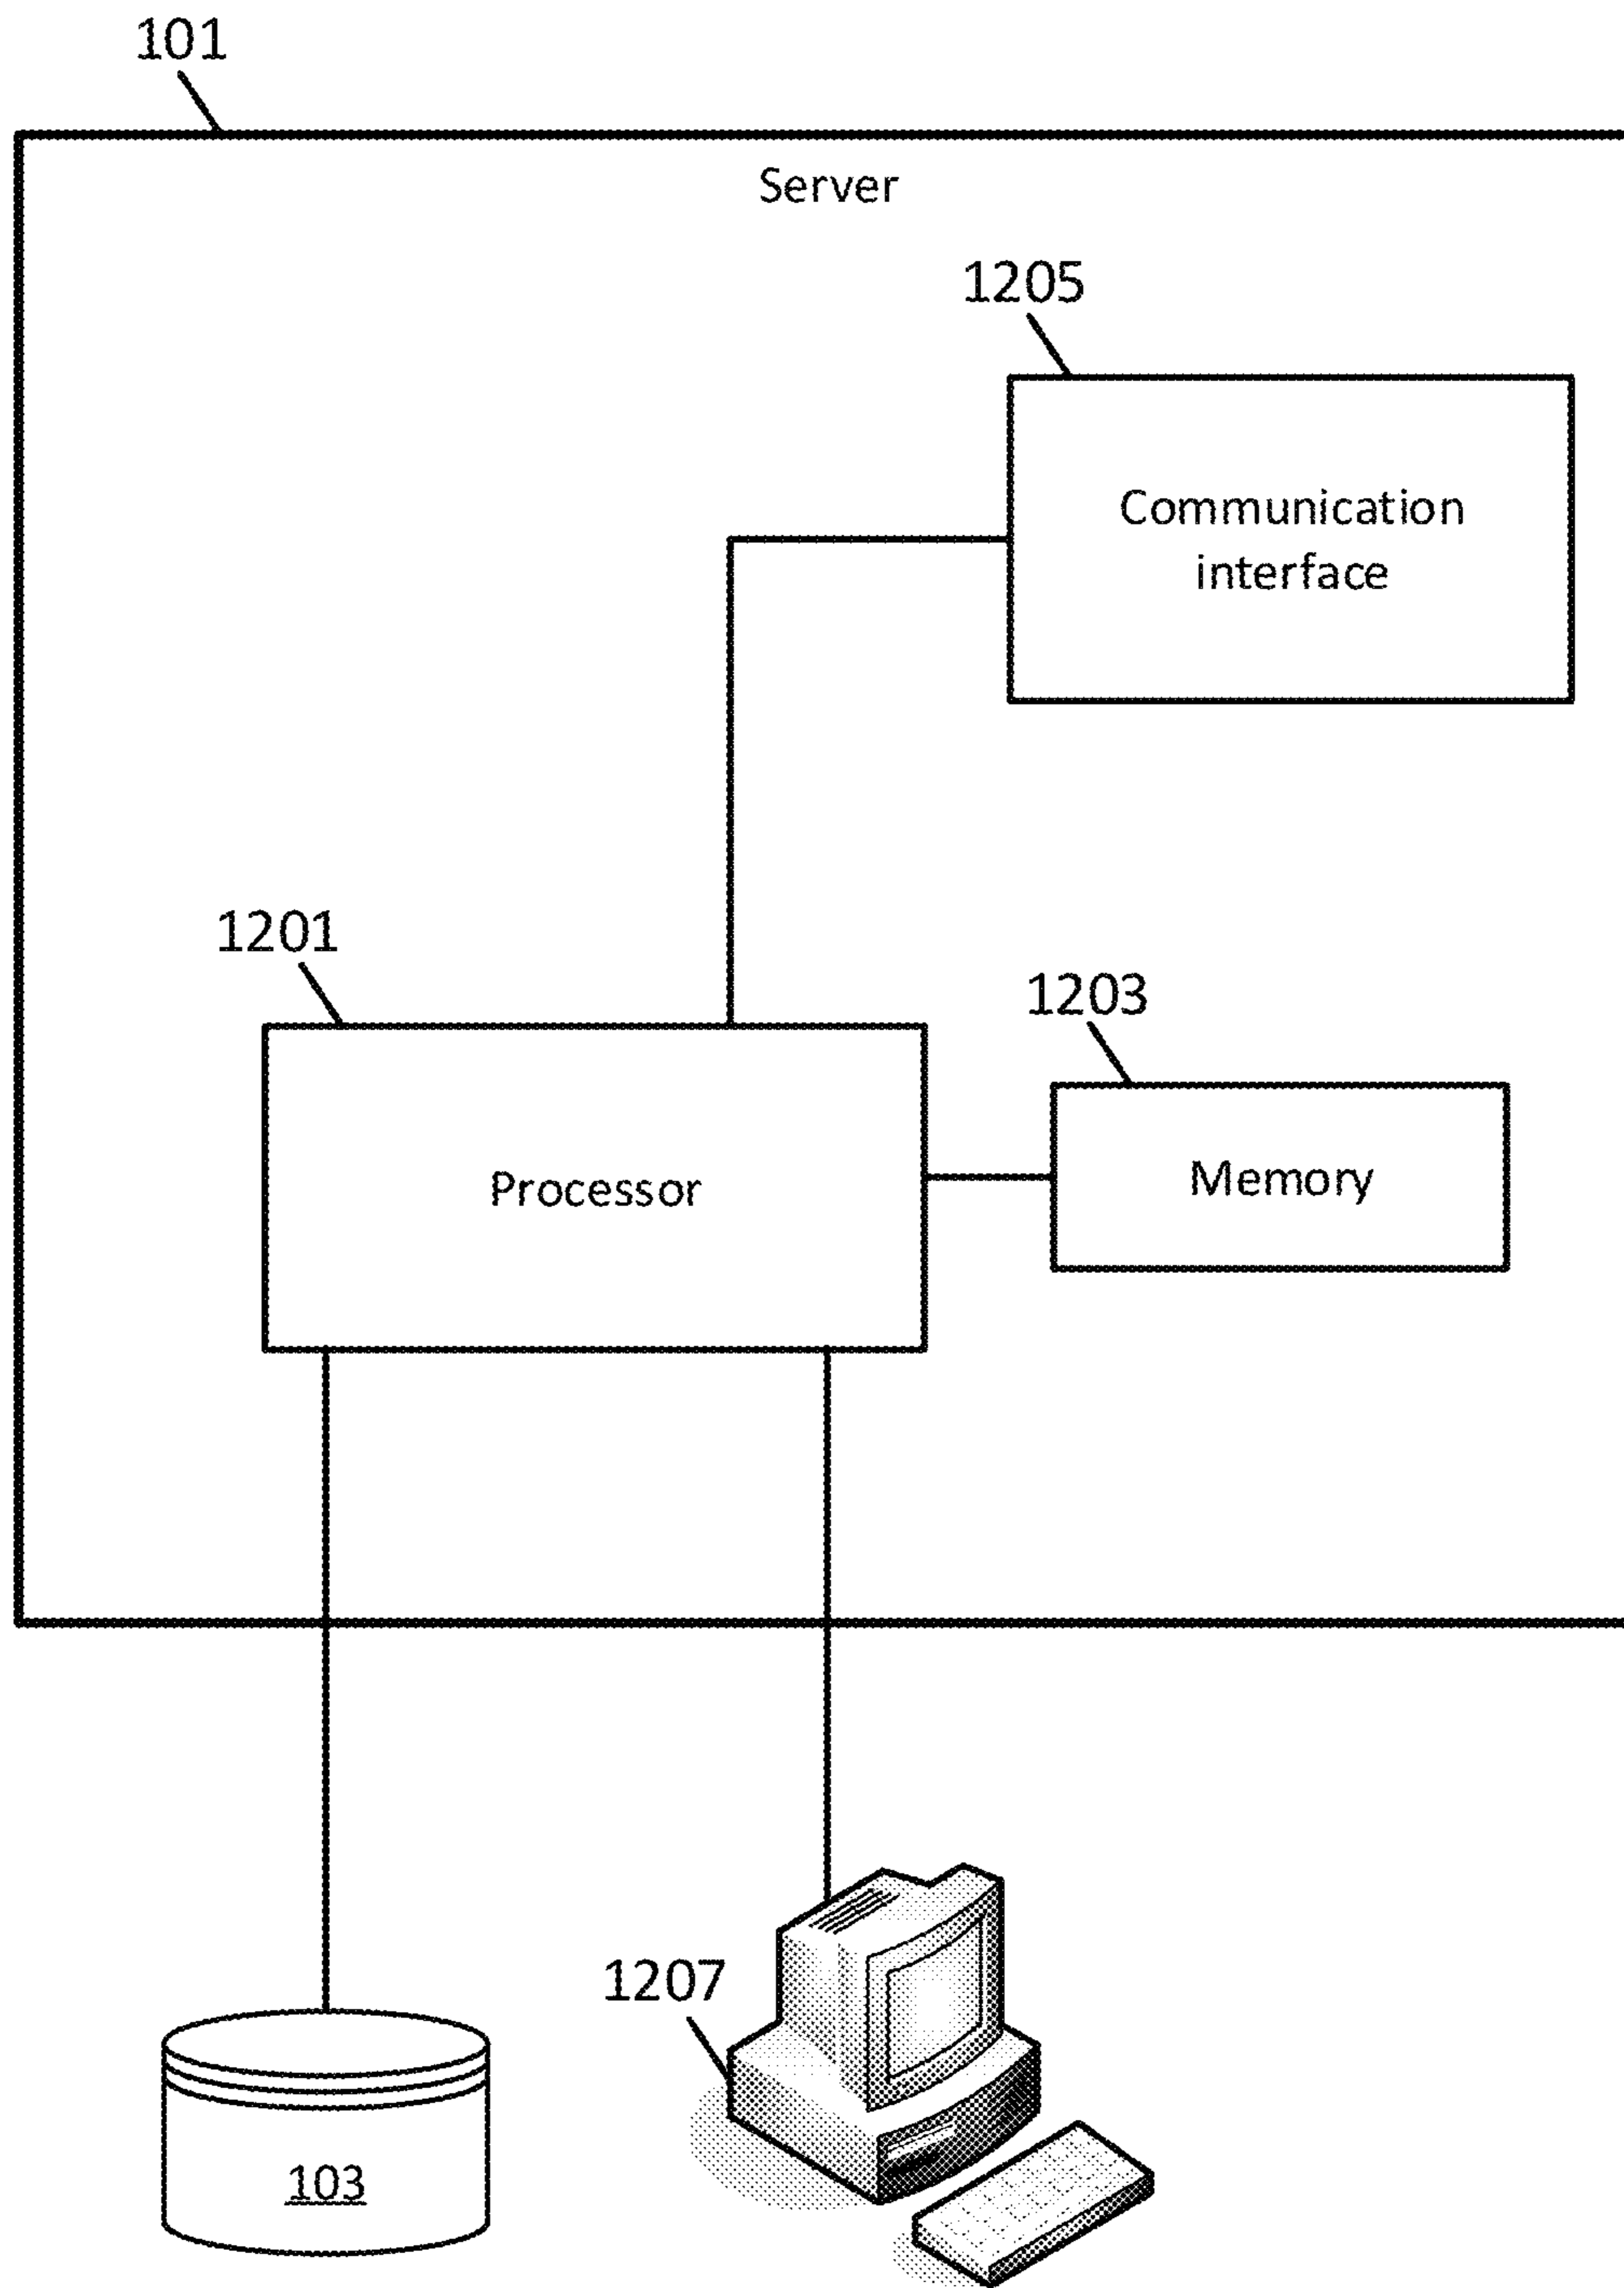 101
Server
1205
Communication
interface
1201
1203
Processor
Memory
1207
103